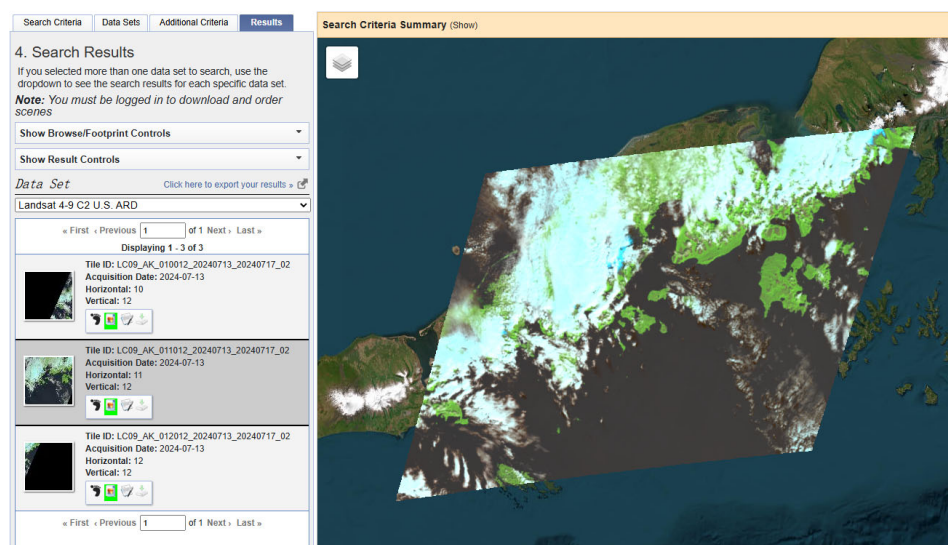 Search Criteria
Data Sets
Additional Criteria
Results
Search Criteria Summary (Show)
4. Search Results
If you selected more than one data set to search, use the
dropdown to see the search results for each specific data set.
Note: You must be logged in to download and order
scenes
Show Browse/Footprint Controls
Show Result Controls
Data Set
Click here to export your results »
Landsat 4-9 C2 U.S. ARD
« First ‹ Previous 1 of 1 Next › Last »
Displaying 1 - 3 of 3
Tile ID: LC09_AK_010012_20240713_20240717_02
Acquisition Date: 2024-07-13
Horizontal: 10
Vertical: 12
Tile ID: LC09_AK_011012_20240713_20240717_02
Acquisition Date: 2024-07-13
Horizontal: 11
Vertical: 12
Tile ID: LC09_AK_012012_20240713_20240717_02
Acquisition Date: 2024-07-13
Horizontal: 12
Vertical: 12
« First ‹ Previous 1 of 1 Next › Last »